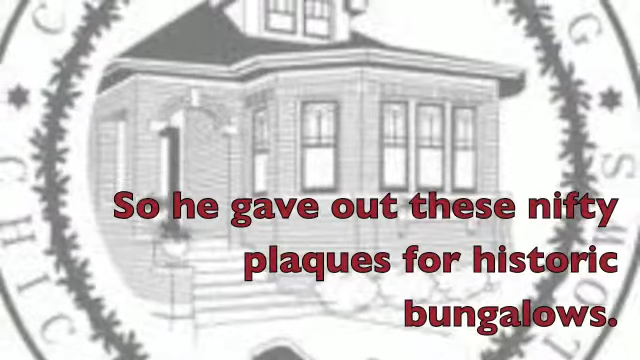 So he gave out these nifty
plaques for historic
bungalows.